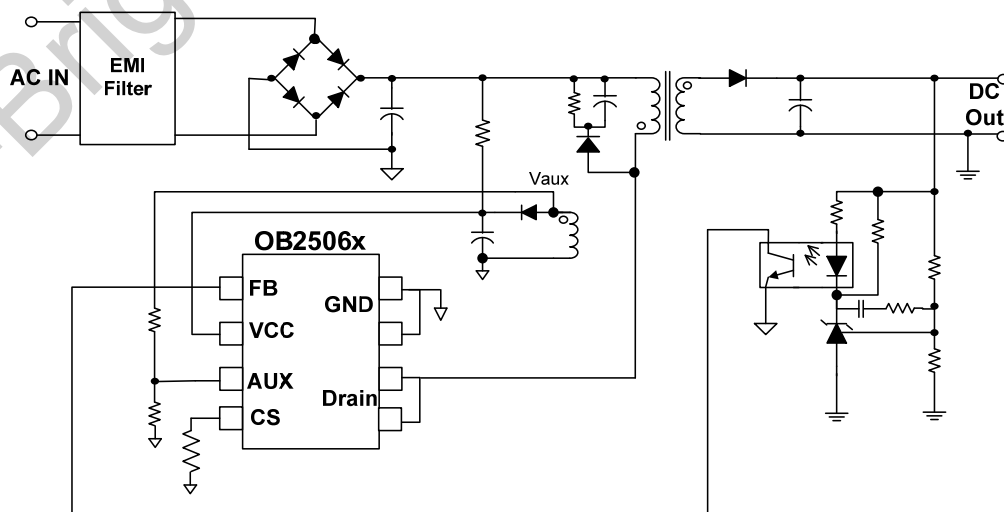 AC IN
EMI
Filter
DC
Out
Vaux
OB2506x
FB
GND
VCC
AUX
Drain
CS